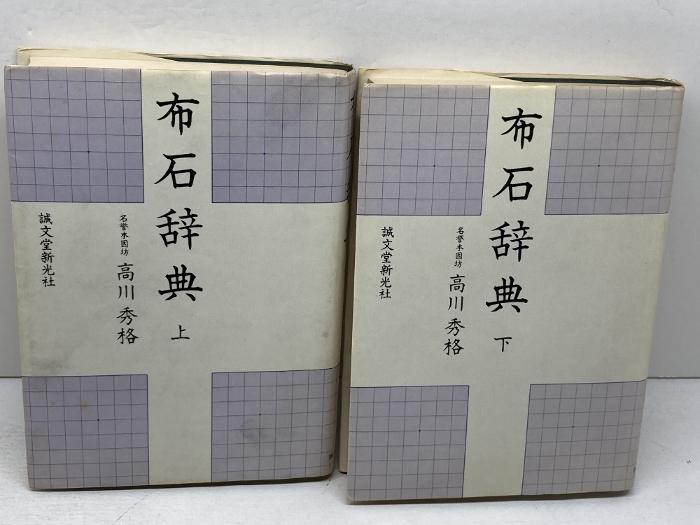 布石辞典 上
名誉本因坊 高川秀格
誠文堂新光社
布石辞典 下
名誉本因坊 高川秀格
誠文堂新光社